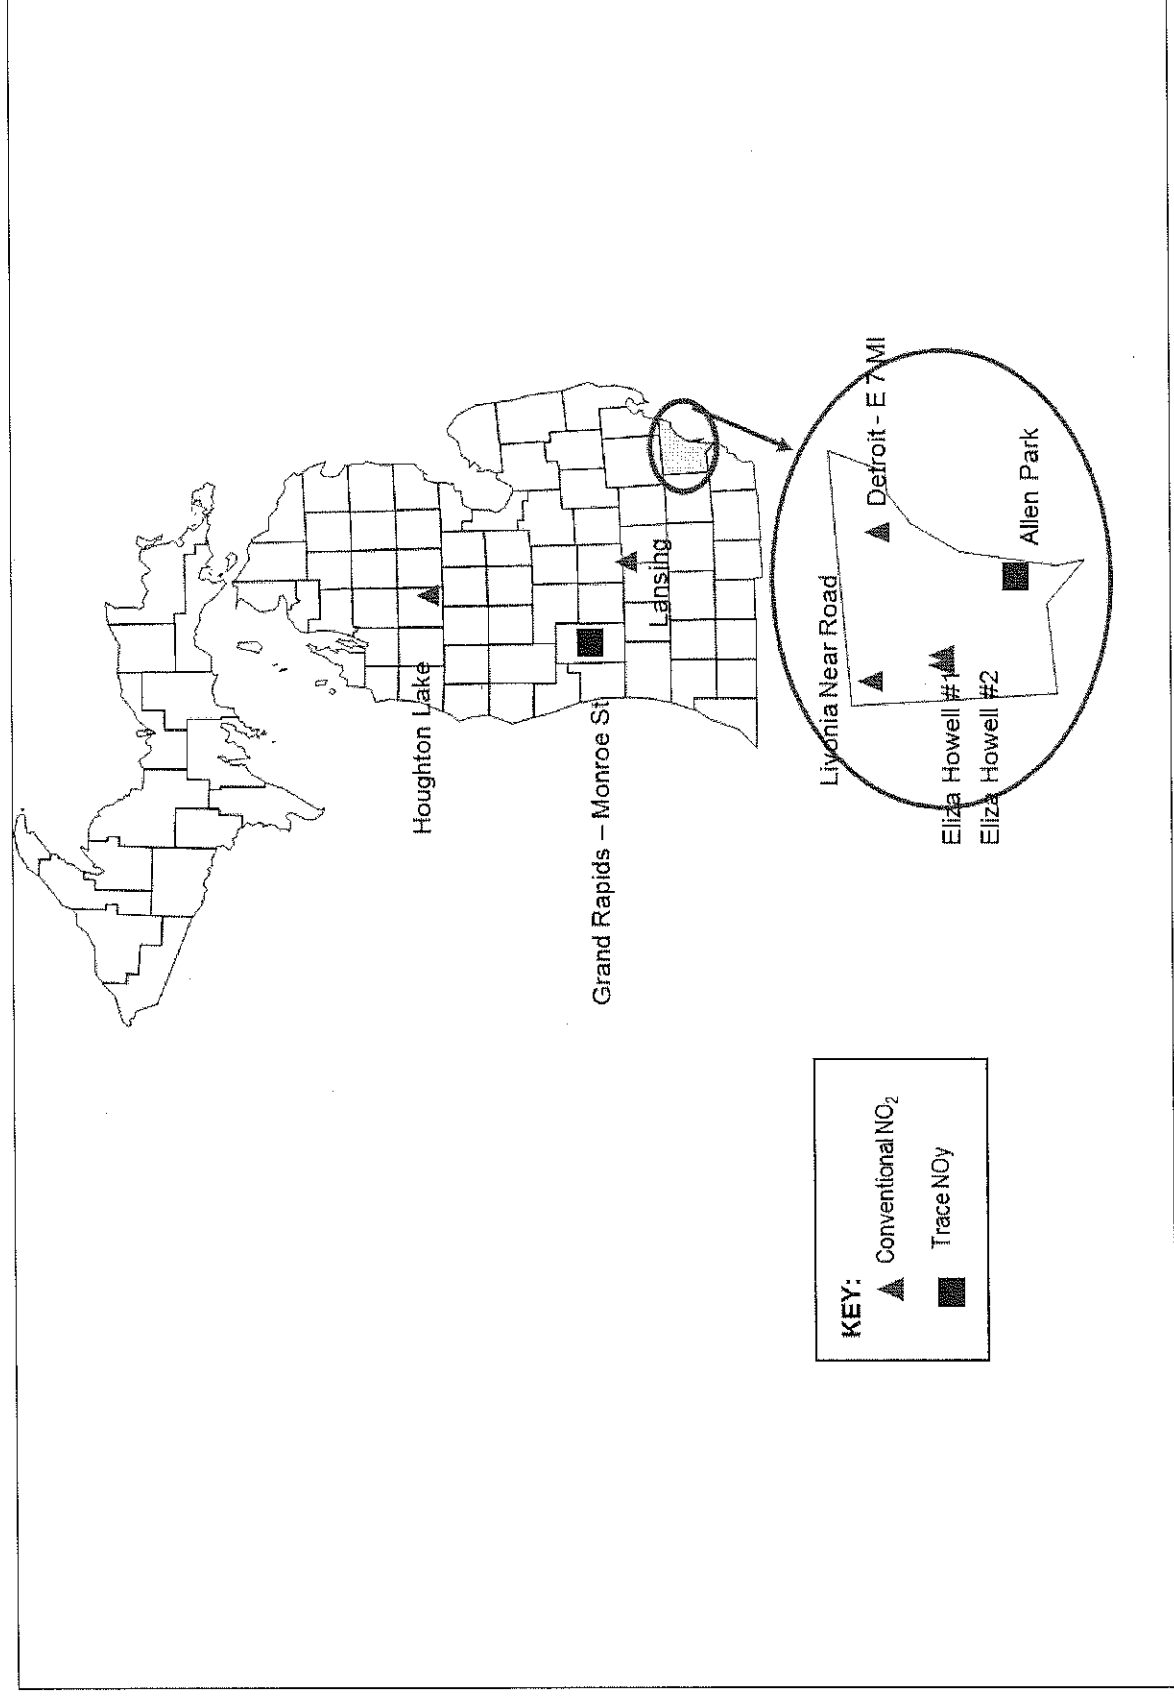 Houghton Lake
Grand Rapids – Monroe St
Lansing
Livonia Near Road
Detroit - E 7 MI
Eliza Howell #1
Eliza Howell #2
Allen Park
KEY:
Conventional NO₂
Trace NOy